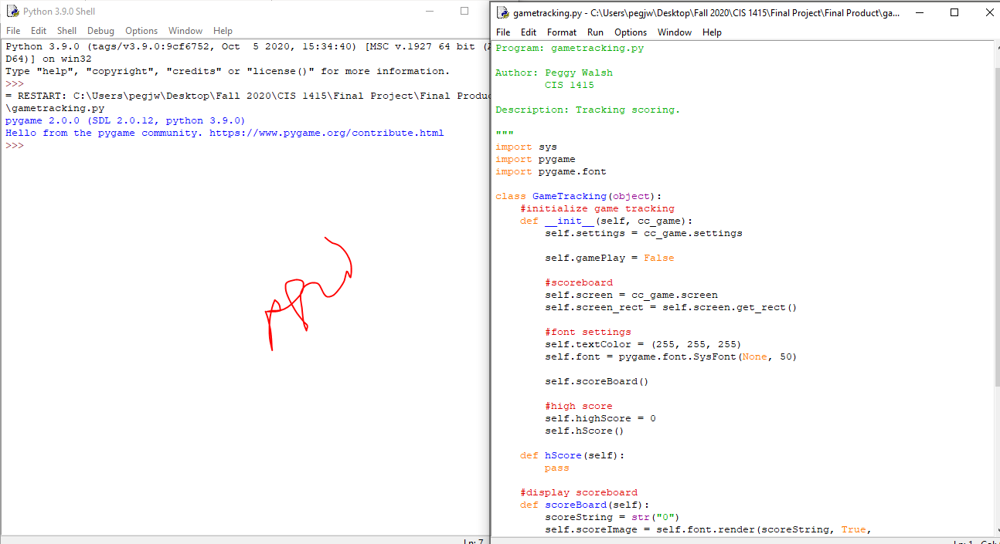 Python 3.9.0 Shell
File Edit Shell Debug Options Window Help
Python 3.9.0 (tags/v3.9.0:9cf6752, Oct  5 2020, 15:34:40) [MSC v.1927 64 bit (
D64)] on win32
Type "help", "copyright", "credits" or "license()" for more information.
>>>
= RESTART: C:\Users\pegjw\Desktop\Fall 2020\CIS 1415\Final Project\Final Produc
\gametracking.py
pygame 2.0.0 (SDL 2.0.12, python 3.9.0)
Hello from the pygame community. https://www.pygame.org/contribute.html
>>>
Ln: 7
gametracking.py - C:\Users\pegjw\Desktop\Fall 2020\CIS 1415\Final Project\Final Product\ga...
File Edit Format Run Options Window Help
Program: gametracking.py
Author: Peggy Walsh
        CIS 1415
Description: Tracking scoring.
"""
import sys
import pygame
import pygame.font
class GameTracking(object):
    #initialize game tracking
    def __init__(self, cc_game):
        self.settings = cc_game.settings
        self.gamePlay = False
        #scoreboard
        self.screen = cc_game.screen
        self.screen_rect = self.screen.get_rect()
        #font settings
        self.textColor = (255, 255, 255)
        self.font = pygame.font.SysFont(None, 50)
        self.scoreBoard()
        #high score
        self.highScore = 0
        self.hScore()
    def hScore(self):
        pass
    #display scoreboard
    def scoreBoard(self):
        scoreString = str("0")
        self.scoreImage = self.font.render(scoreString, True,
Ln: 1